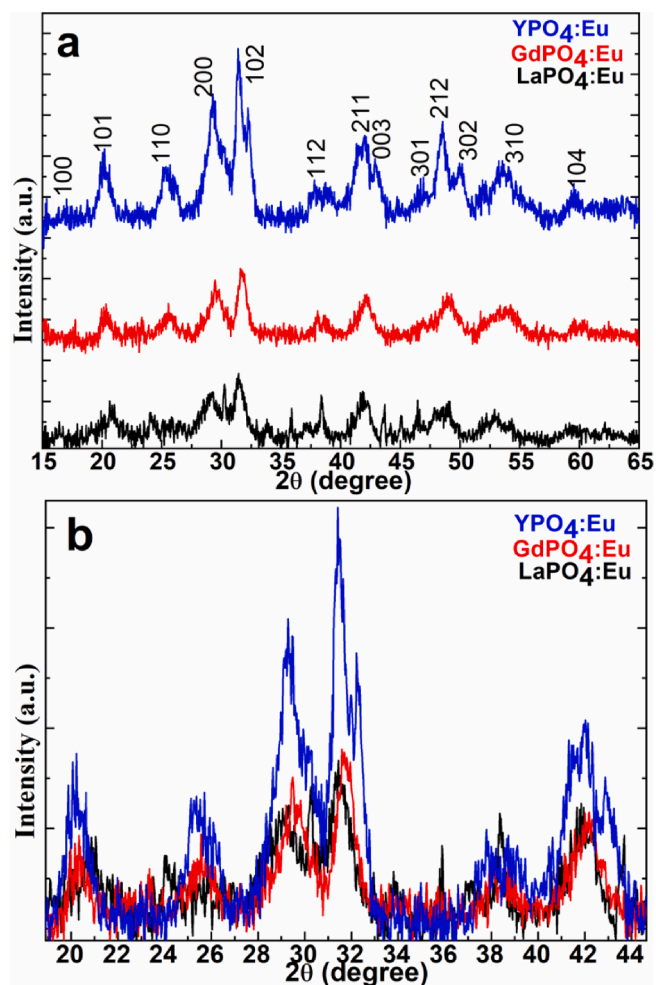 a
YPO4:Eu
GdPO4:Eu
LaPO4:Eu
100
101
110
200
102
112
211
003
301
212
302
310
104
Intensity (a.u.)
15 20 25 30 35 40 45 50 55 60 65
2θ (degree)
b
YPO4:Eu
GdPO4:Eu
LaPO4:Eu
Intensity (a.u.)
20 22 24 26 28 30 32 34 36 38 40 42 44
2θ (degree)